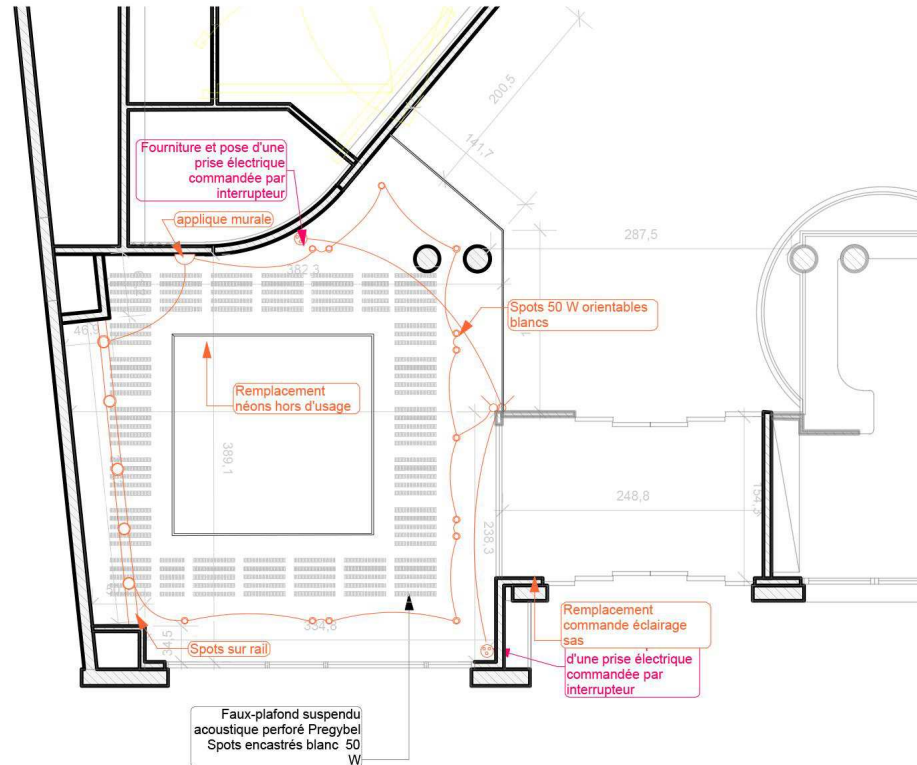 200,5
141,7
Fourniture et pose d'une
prise électrique
commandée par
interrupteur
applique murale
287,5
382,3
Spots 50 W orientables
blancs
46,9
Remplacement
néons hors d'usage
389,1
248,8
154,3
238,3
Remplacement
commande éclairage
sas
d'une prise électrique
commandée par
interrupteur
334,8
34,5
Spots sur rail
Faux-plafond suspendu
acoustique perforé Pregybel
Spots encastrés blanc 50
W